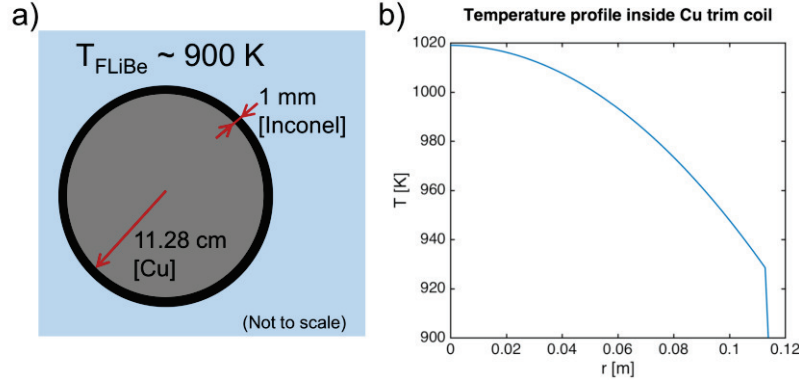 a)
T_FLiBe ~ 900 K
1 mm
[Inconel]
11.28 cm
[Cu]
(Not to scale)
b)
Temperature profile inside Cu trim coil
T [K]
1020
1000
980
960
940
920
900
0
0.02
0.04
0.06
0.08
0.1
0.12
r [m]